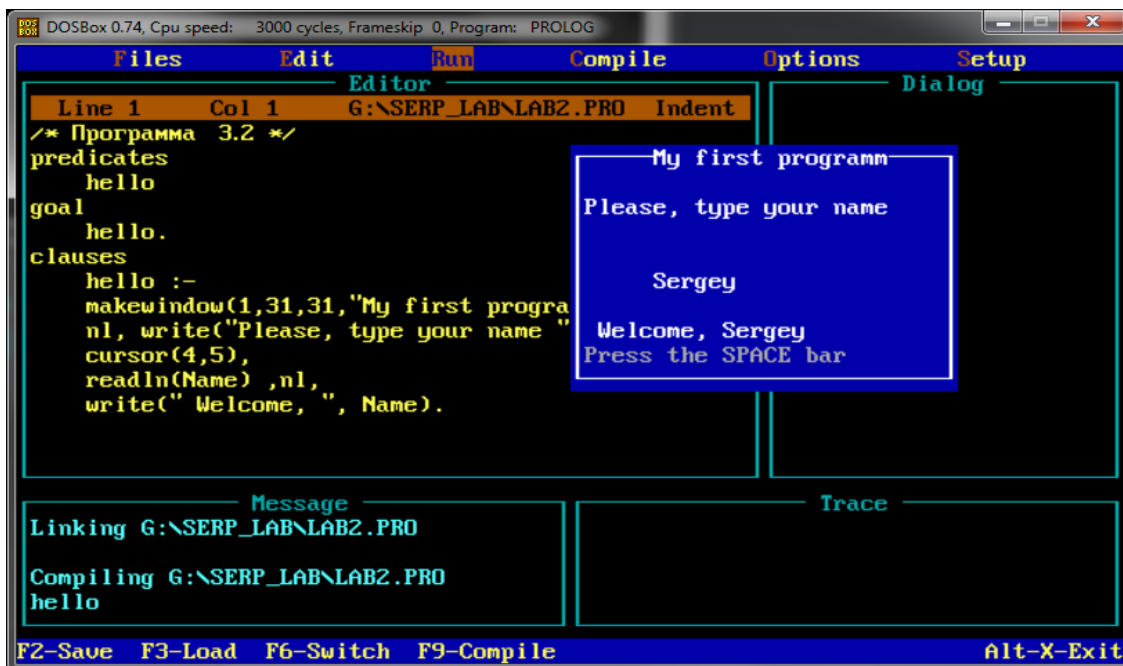 DOSBox 0.74, Cpu speed: 3000 cycles, Frameskip 0, Program: PROLOG
Files Edit Run Compile Options Setup
Editor
Line 1 Col 1 G:\SERP_LAB\LAB2.PRO Indent
/* Программа 3.2 */
predicates
hello
goal
hello.
clauses
hello :-
makewindow(1,31,31,"My first progra
nl, write("Please, type your name "
cursor(4,5),
readln(Name) ,nl,
write(" Welcome, ", Name).
Dialog
My first programm
Please, type your name
Sergey
Welcome, Sergey
Press the SPACE bar
Message
Linking G:\SERP_LAB\LAB2.PRO
Compiling G:\SERP_LAB\LAB2.PRO
hello
Trace
F2-Save F3-Load F6-Switch F9-Compile Alt-X-Exit